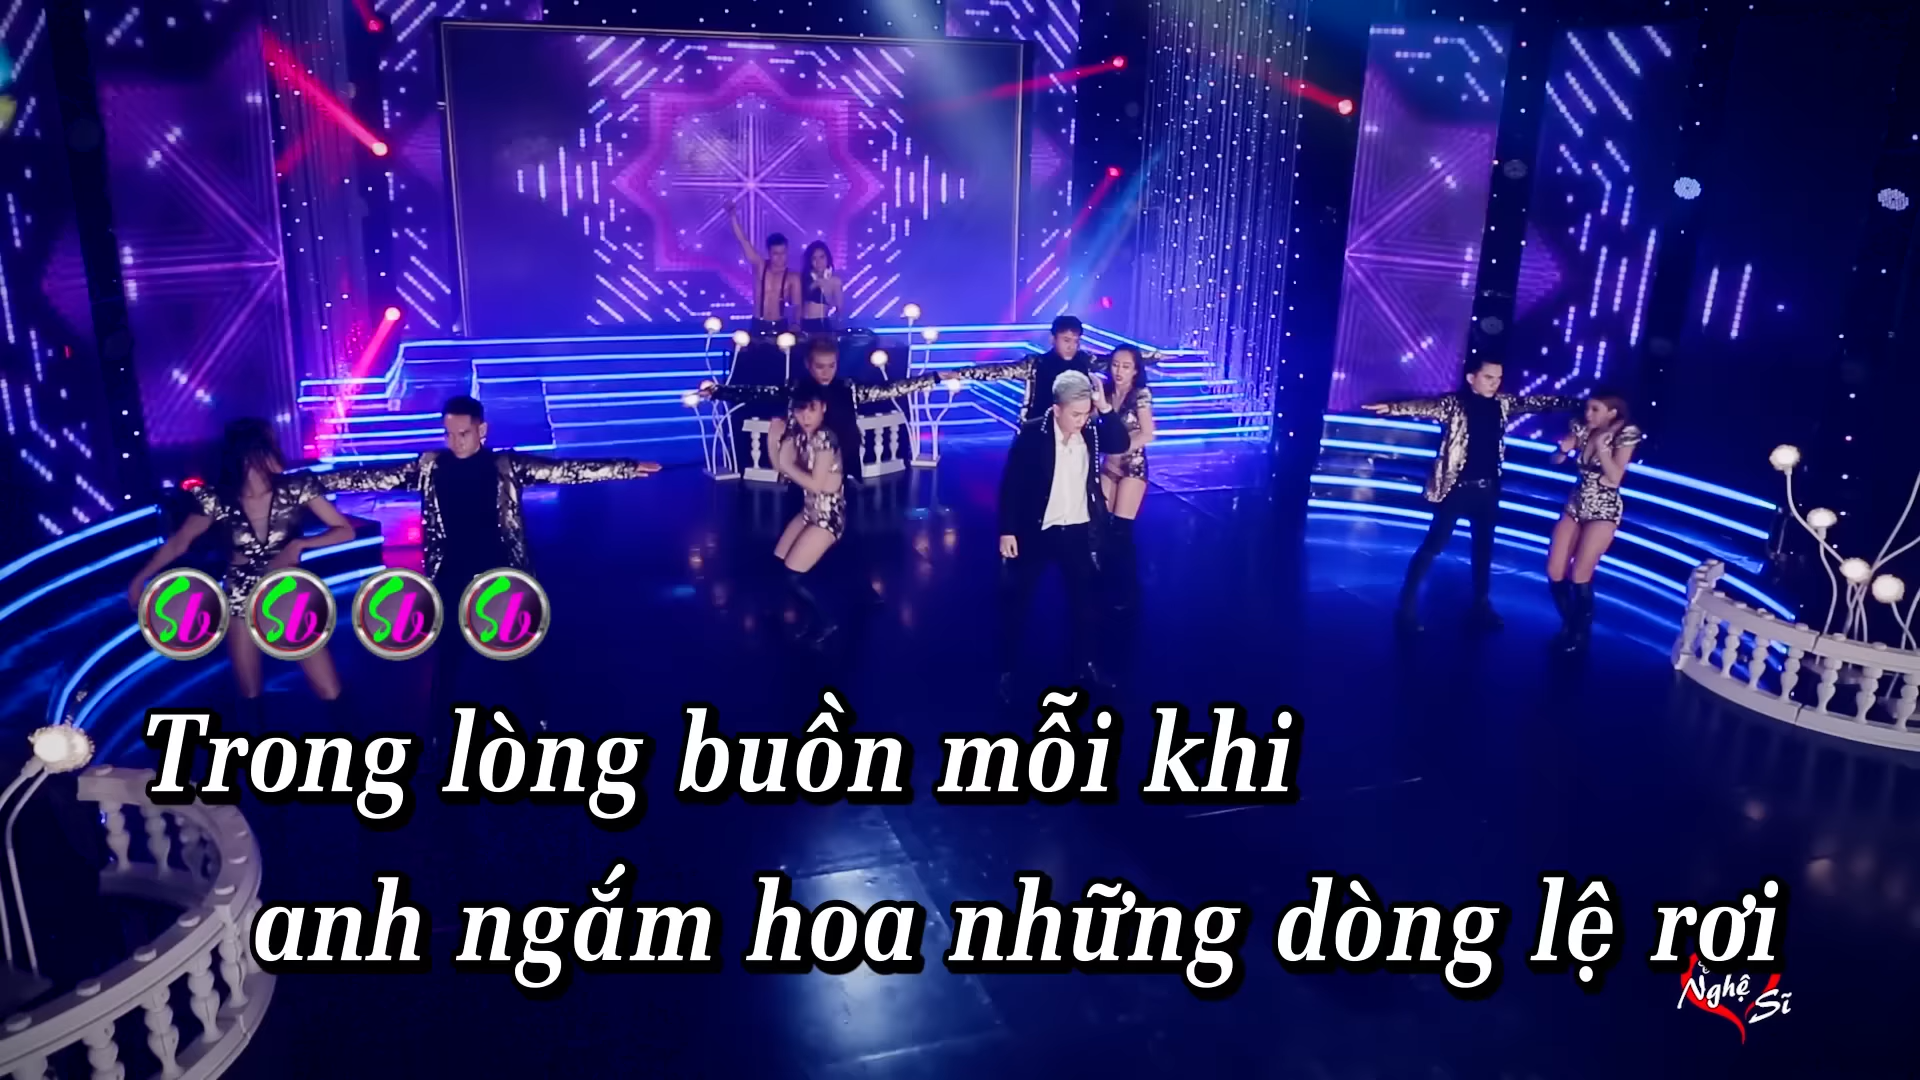 Sb Sb Sb Sb
Trong lòng buồn mỗi khi
anh ngắm hoa những dòng lệ rơi
Nghệ Sĩ